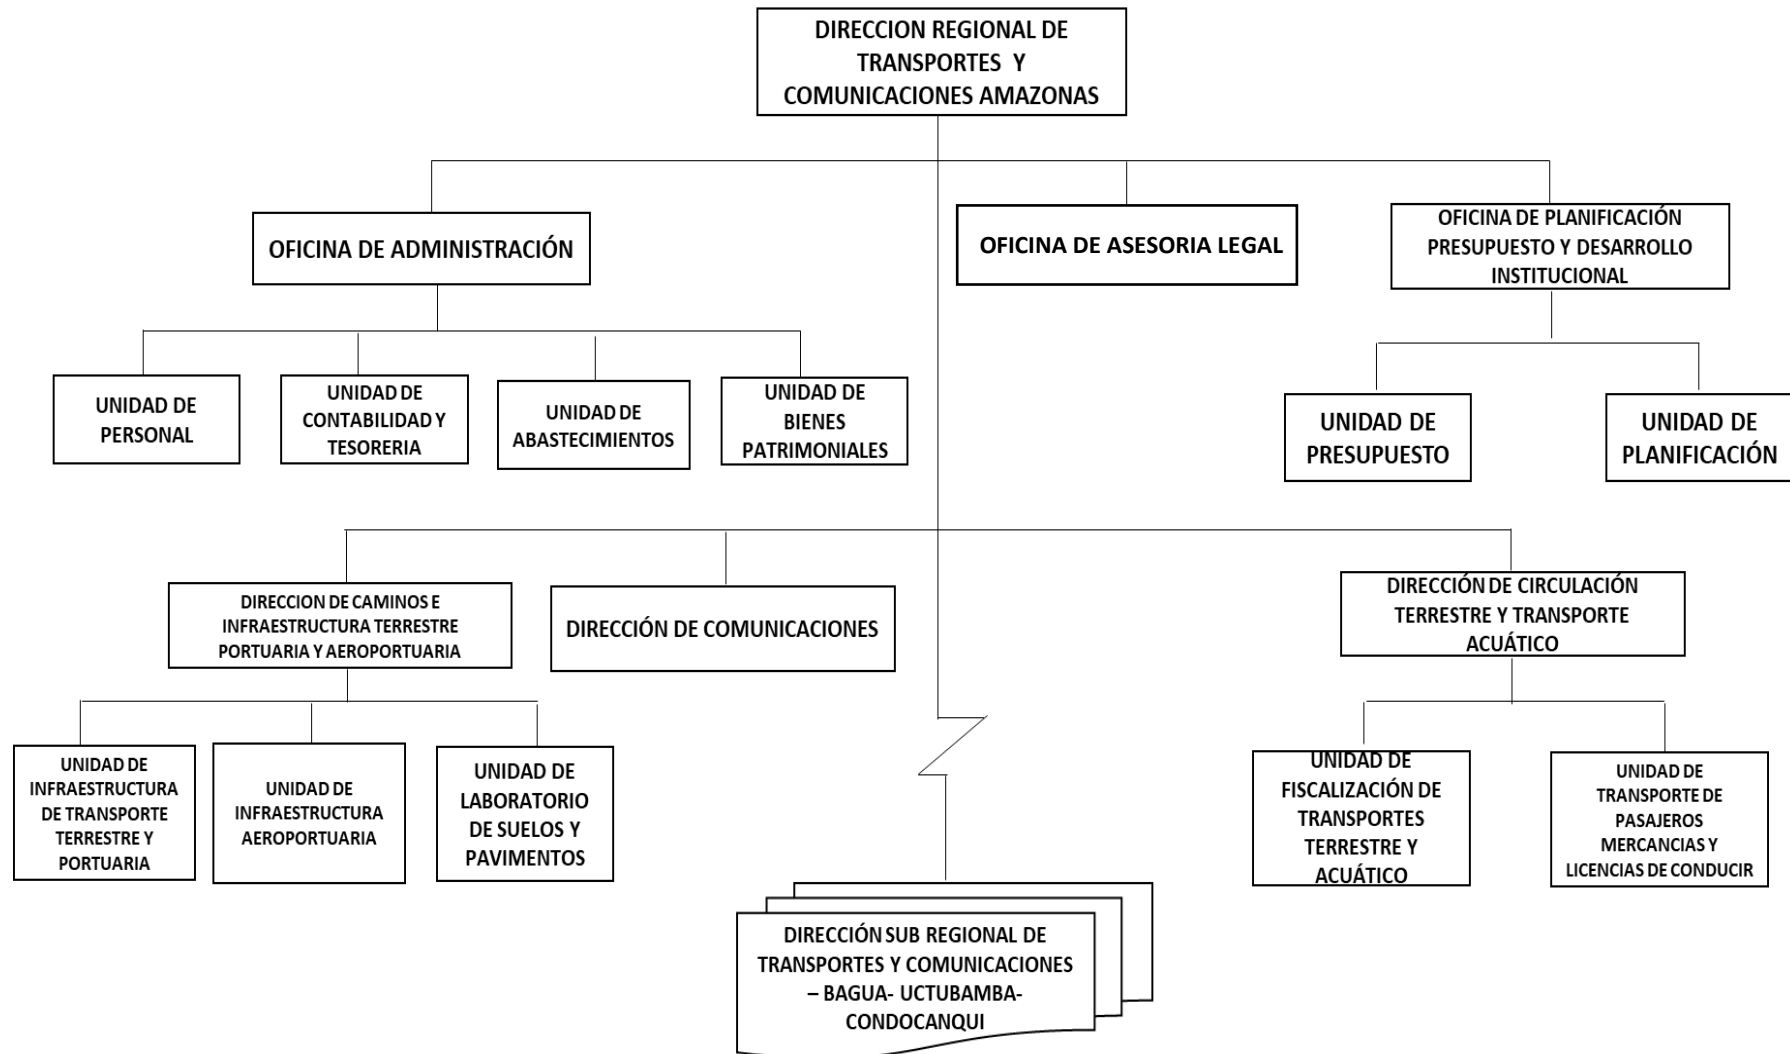 DIRECCION REGIONAL DE
TRANSPORTES Y
COMUNICACIONES AMAZONAS
OFICINA DE ADMINISTRACIÓN
OFICINA DE ASESORIA LEGAL
OFICINA DE PLANIFICACIÓN
PRESUPUESTO Y DESARROLLO
INSTITUCIONAL
UNIDAD DE
PERSONAL
UNIDAD DE
CONTABILIDAD Y
TESORERIA
UNIDAD DE
ABASTECIMIENTOS
UNIDAD DE
BIENES
PATRIMONIALES
UNIDAD DE
PRESUPUESTO
UNIDAD DE
PLANIFICACIÓN
DIRECCION DE CAMINOS E
INFRAESTRUCTURA TERRESTRE
PORTUARIA Y AEROPORTUARIA
DIRECCIÓN DE COMUNICACIONES
DIRECCIÓN DE CIRCULACIÓN
TERRESTRE Y TRANSPORTE
ACUÁTICO
UNIDAD DE
INFRAESTRUCTURA
DE TRANSPORTE
TERRESTRE Y
PORTUARIA
UNIDAD DE
INFRAESTRUCTURA
AEROPORTUARIA
UNIDAD DE
LABORATORIO
DE SUELOS Y
PAVIMENTOS
UNIDAD DE
FISCALIZACIÓN DE
TRANSPORTES
TERRESTRE Y
ACUÁTICO
UNIDAD DE
TRANSPORTE DE
PASAJEROS
MERCANCIAS Y
LICENCIAS DE CONDUCIR
DIRECCIÓN SUB REGIONAL DE
TRANSPORTES Y COMUNICACIONES
– BAGUA- UCTUBAMBA-
CONDOCANQUI